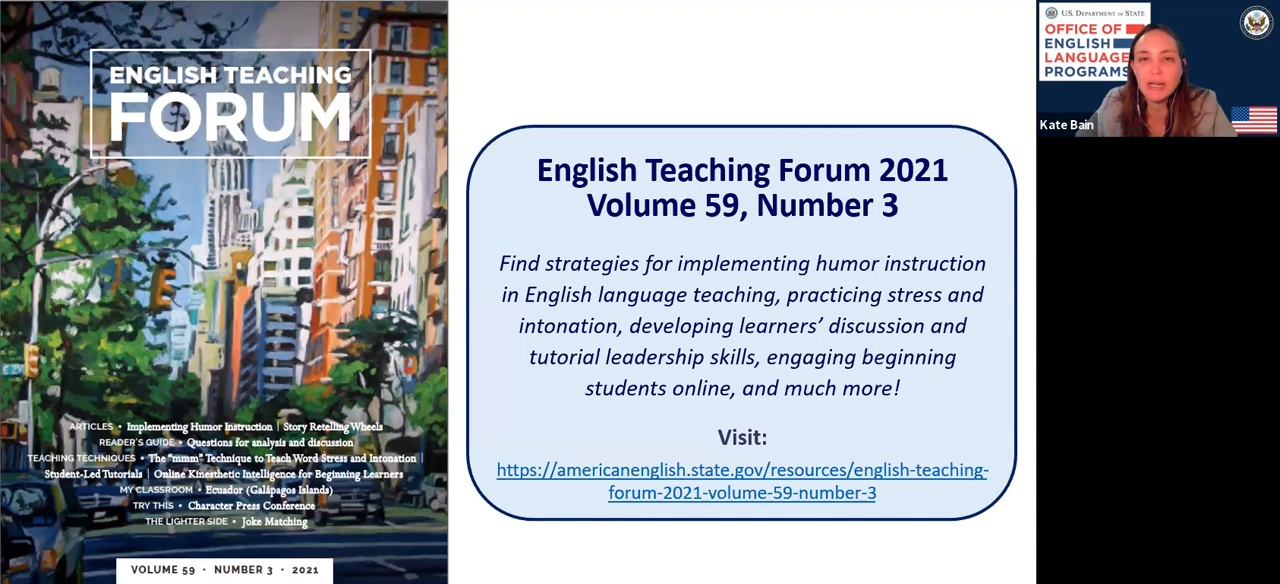 ENGLISH TEACHING
FORUM
ARTICLES • Implementing Humor Instruction | Story Retelling Wheels
READER'S GUIDE • Questions for analysis and discussion
TEACHING TECHNIQUES • The "mmm" Technique to Teach Word Stress and Intonation |
Student-Led Tutorials | Online Kinesthetic Intelligence for Beginning Learners
MY CLASSROOM • Ecuador (Galápagos Islands)
TRY THIS • Character Press Conference
THE LIGHTER SIDE • Joke Matching
VOLUME 59 • NUMBER 3 • 2021
English Teaching Forum 2021
Volume 59, Number 3
Find strategies for implementing humor instruction
in English language teaching, practicing stress and
intonation, developing learners' discussion and
tutorial leadership skills, engaging beginning
students online, and much more!
Visit:
https://americanenglish.state.gov/resources/english-teaching-
forum-2021-volume-59-number-3
U.S. DEPARTMENT OF STATE
OFFICE OF
ENGLISH
LANGUAGE
PROGRAMS
Kate Bain